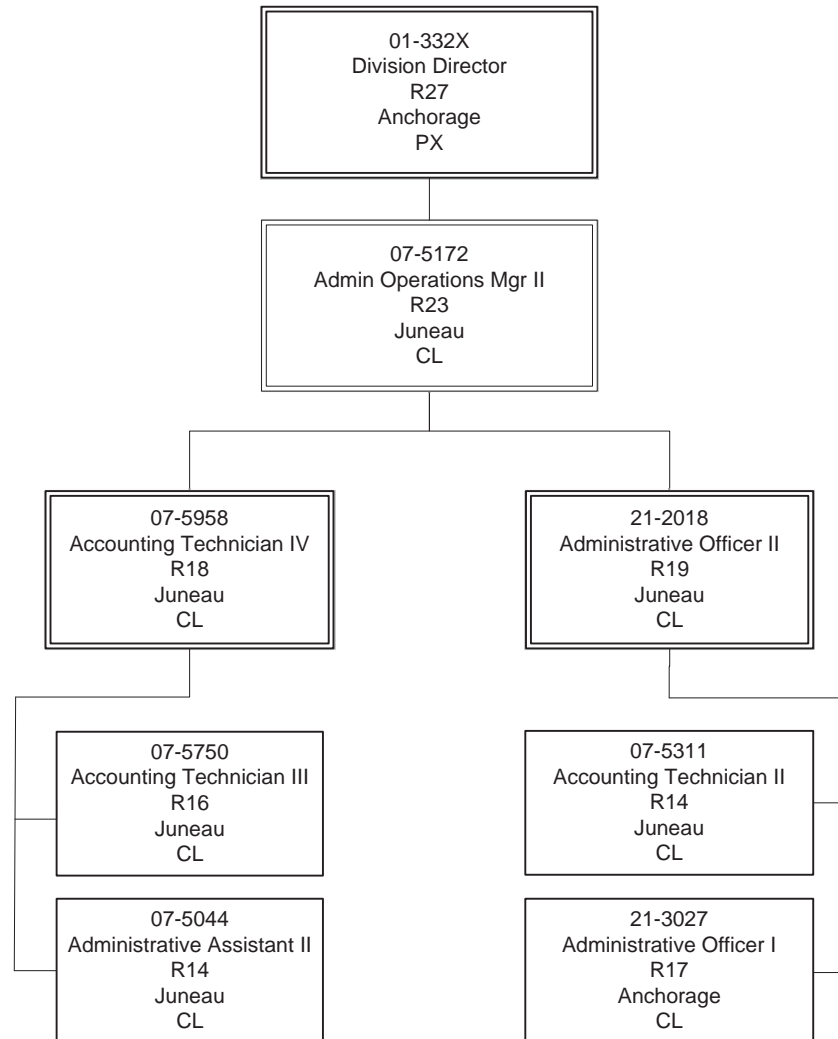 01-332X
Division Director
R27
Anchorage
PX
07-5172
Admin Operations Mgr II
R23
Juneau
CL
07-5958
Accounting Technician IV
R18
Juneau
CL
21-2018
Administrative Officer II
R19
Juneau
CL
07-5750
Accounting Technician III
R16
Juneau
CL
07-5311
Accounting Technician II
R14
Juneau
CL
07-5044
Administrative Assistant II
R14
Juneau
CL
21-3027
Administrative Officer I
R17
Anchorage
CL